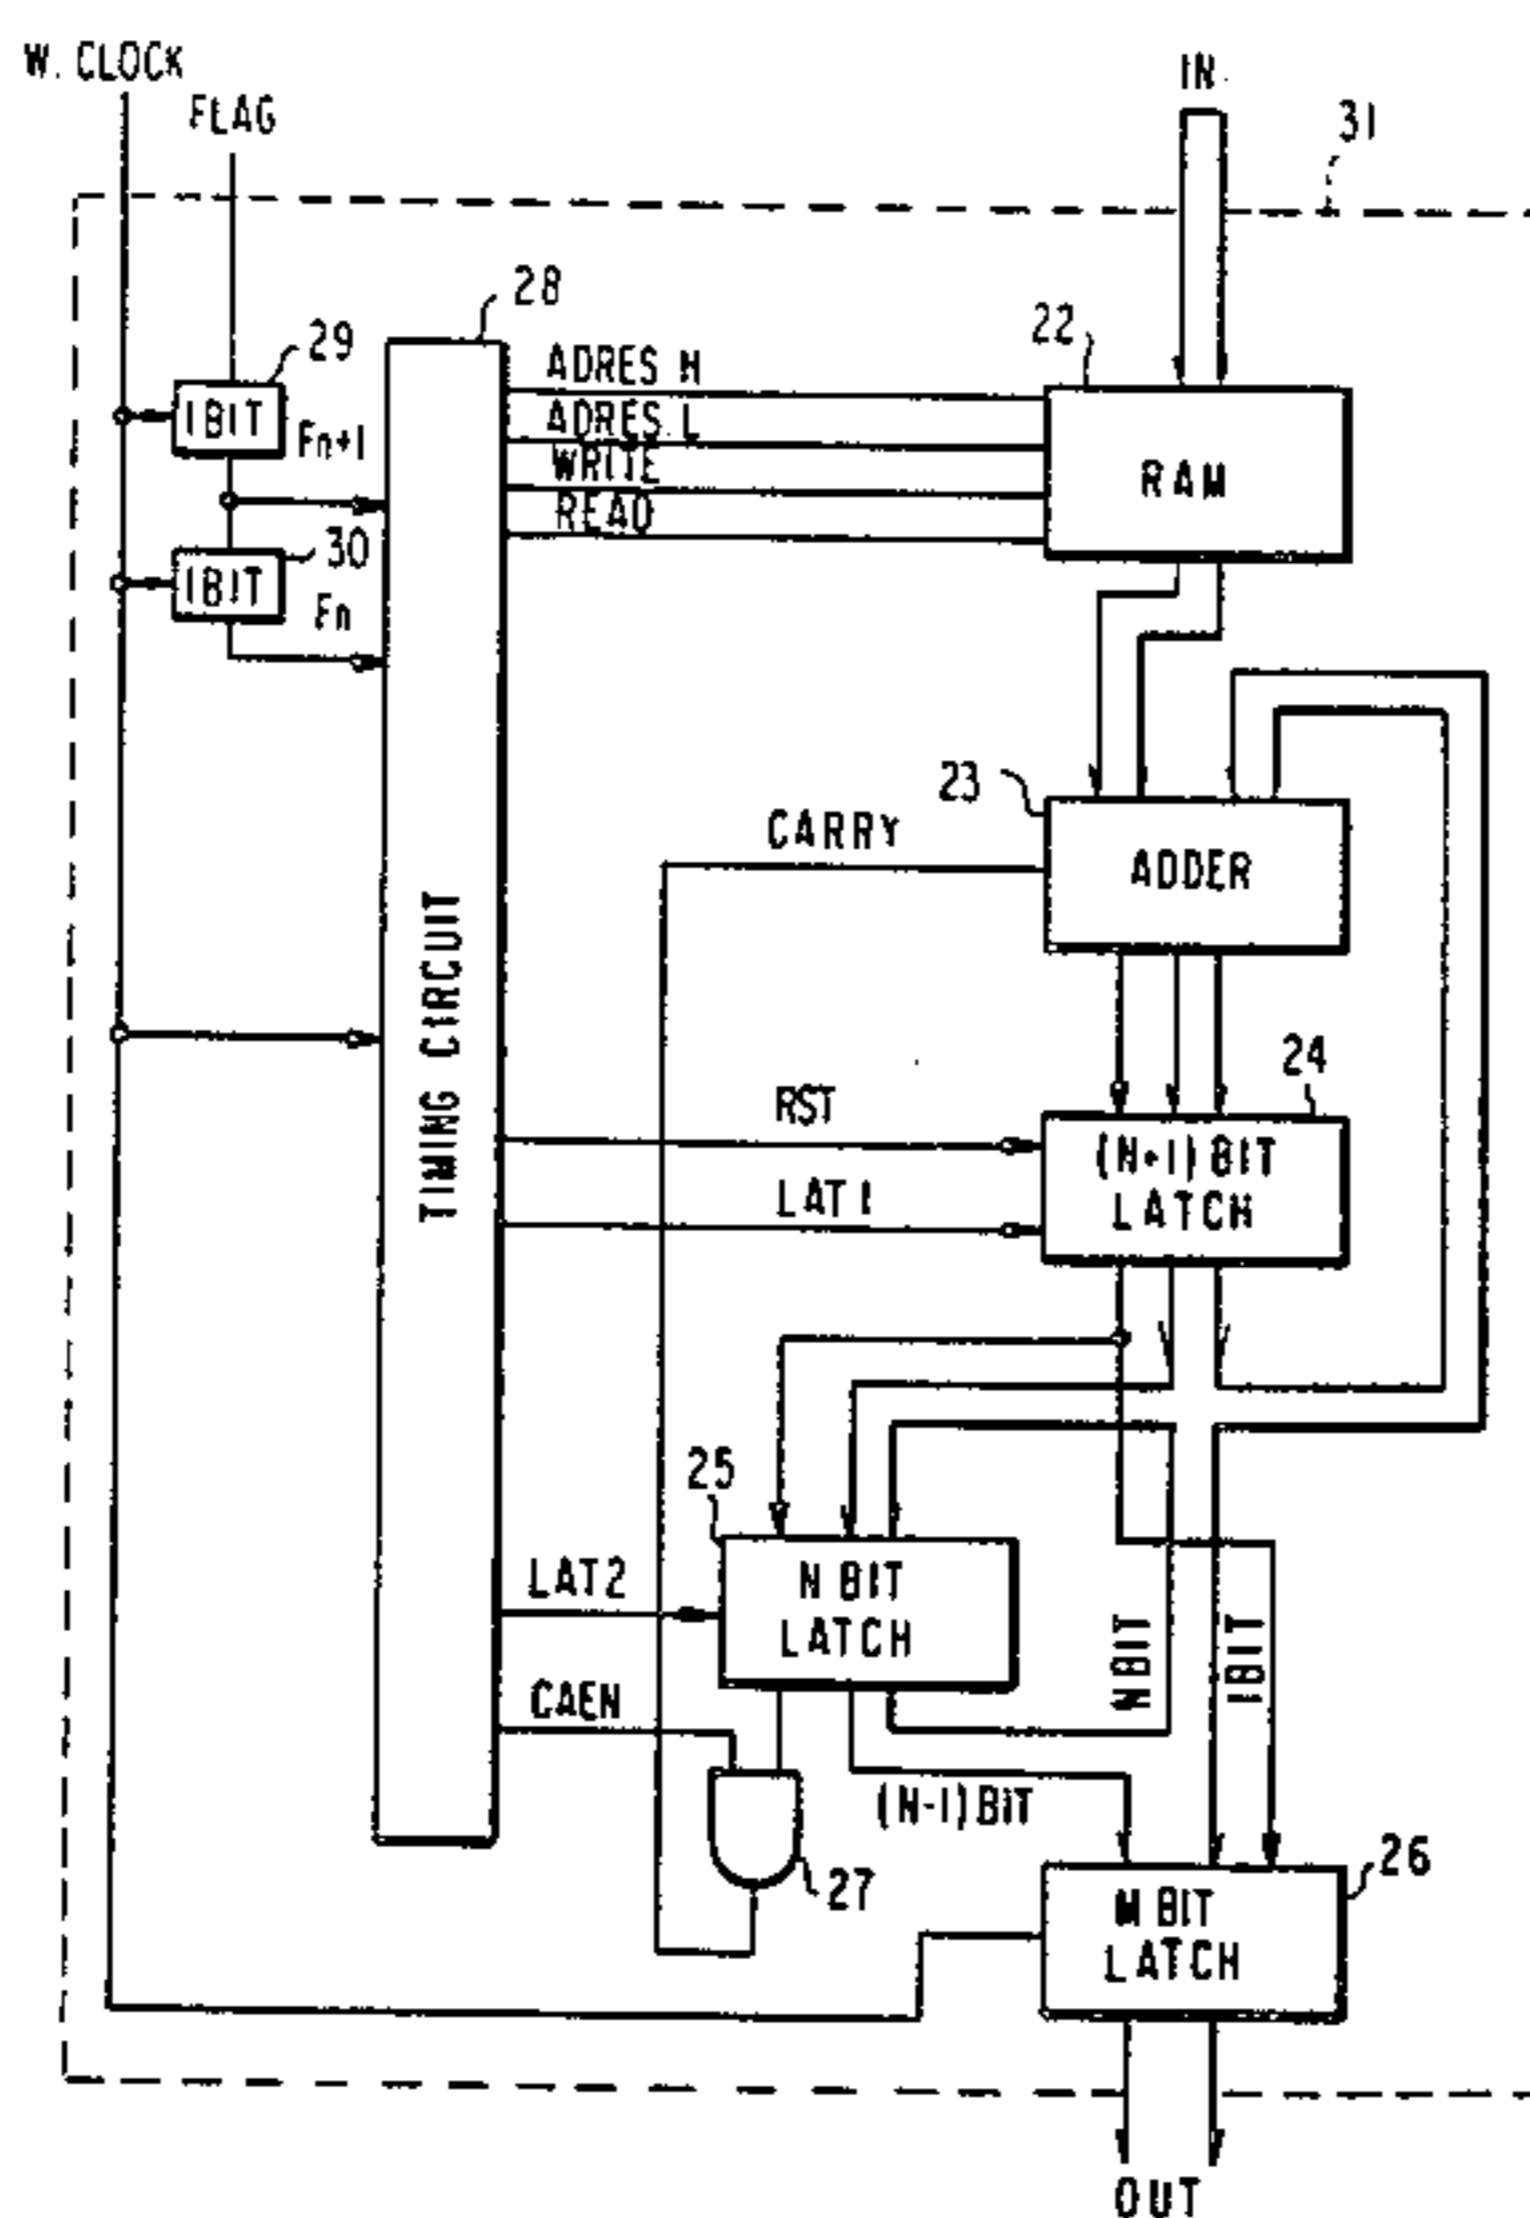 W. CLOCK
FLAG
IN
31
28
29
1BIT
Fn+1
30
1BIT
Fn
TIMING CIRCUIT
ADRES H
ADRES L
WRITE
READ
22
RAM
23
CARRY
ADDER
24
RST
(N+1) BIT
LATCH
LAT1
25
LAT2
N BIT
LATCH
NBIT
1BIT
CAEN
(N-1)BIT
27
26
M BIT
LATCH
OUT